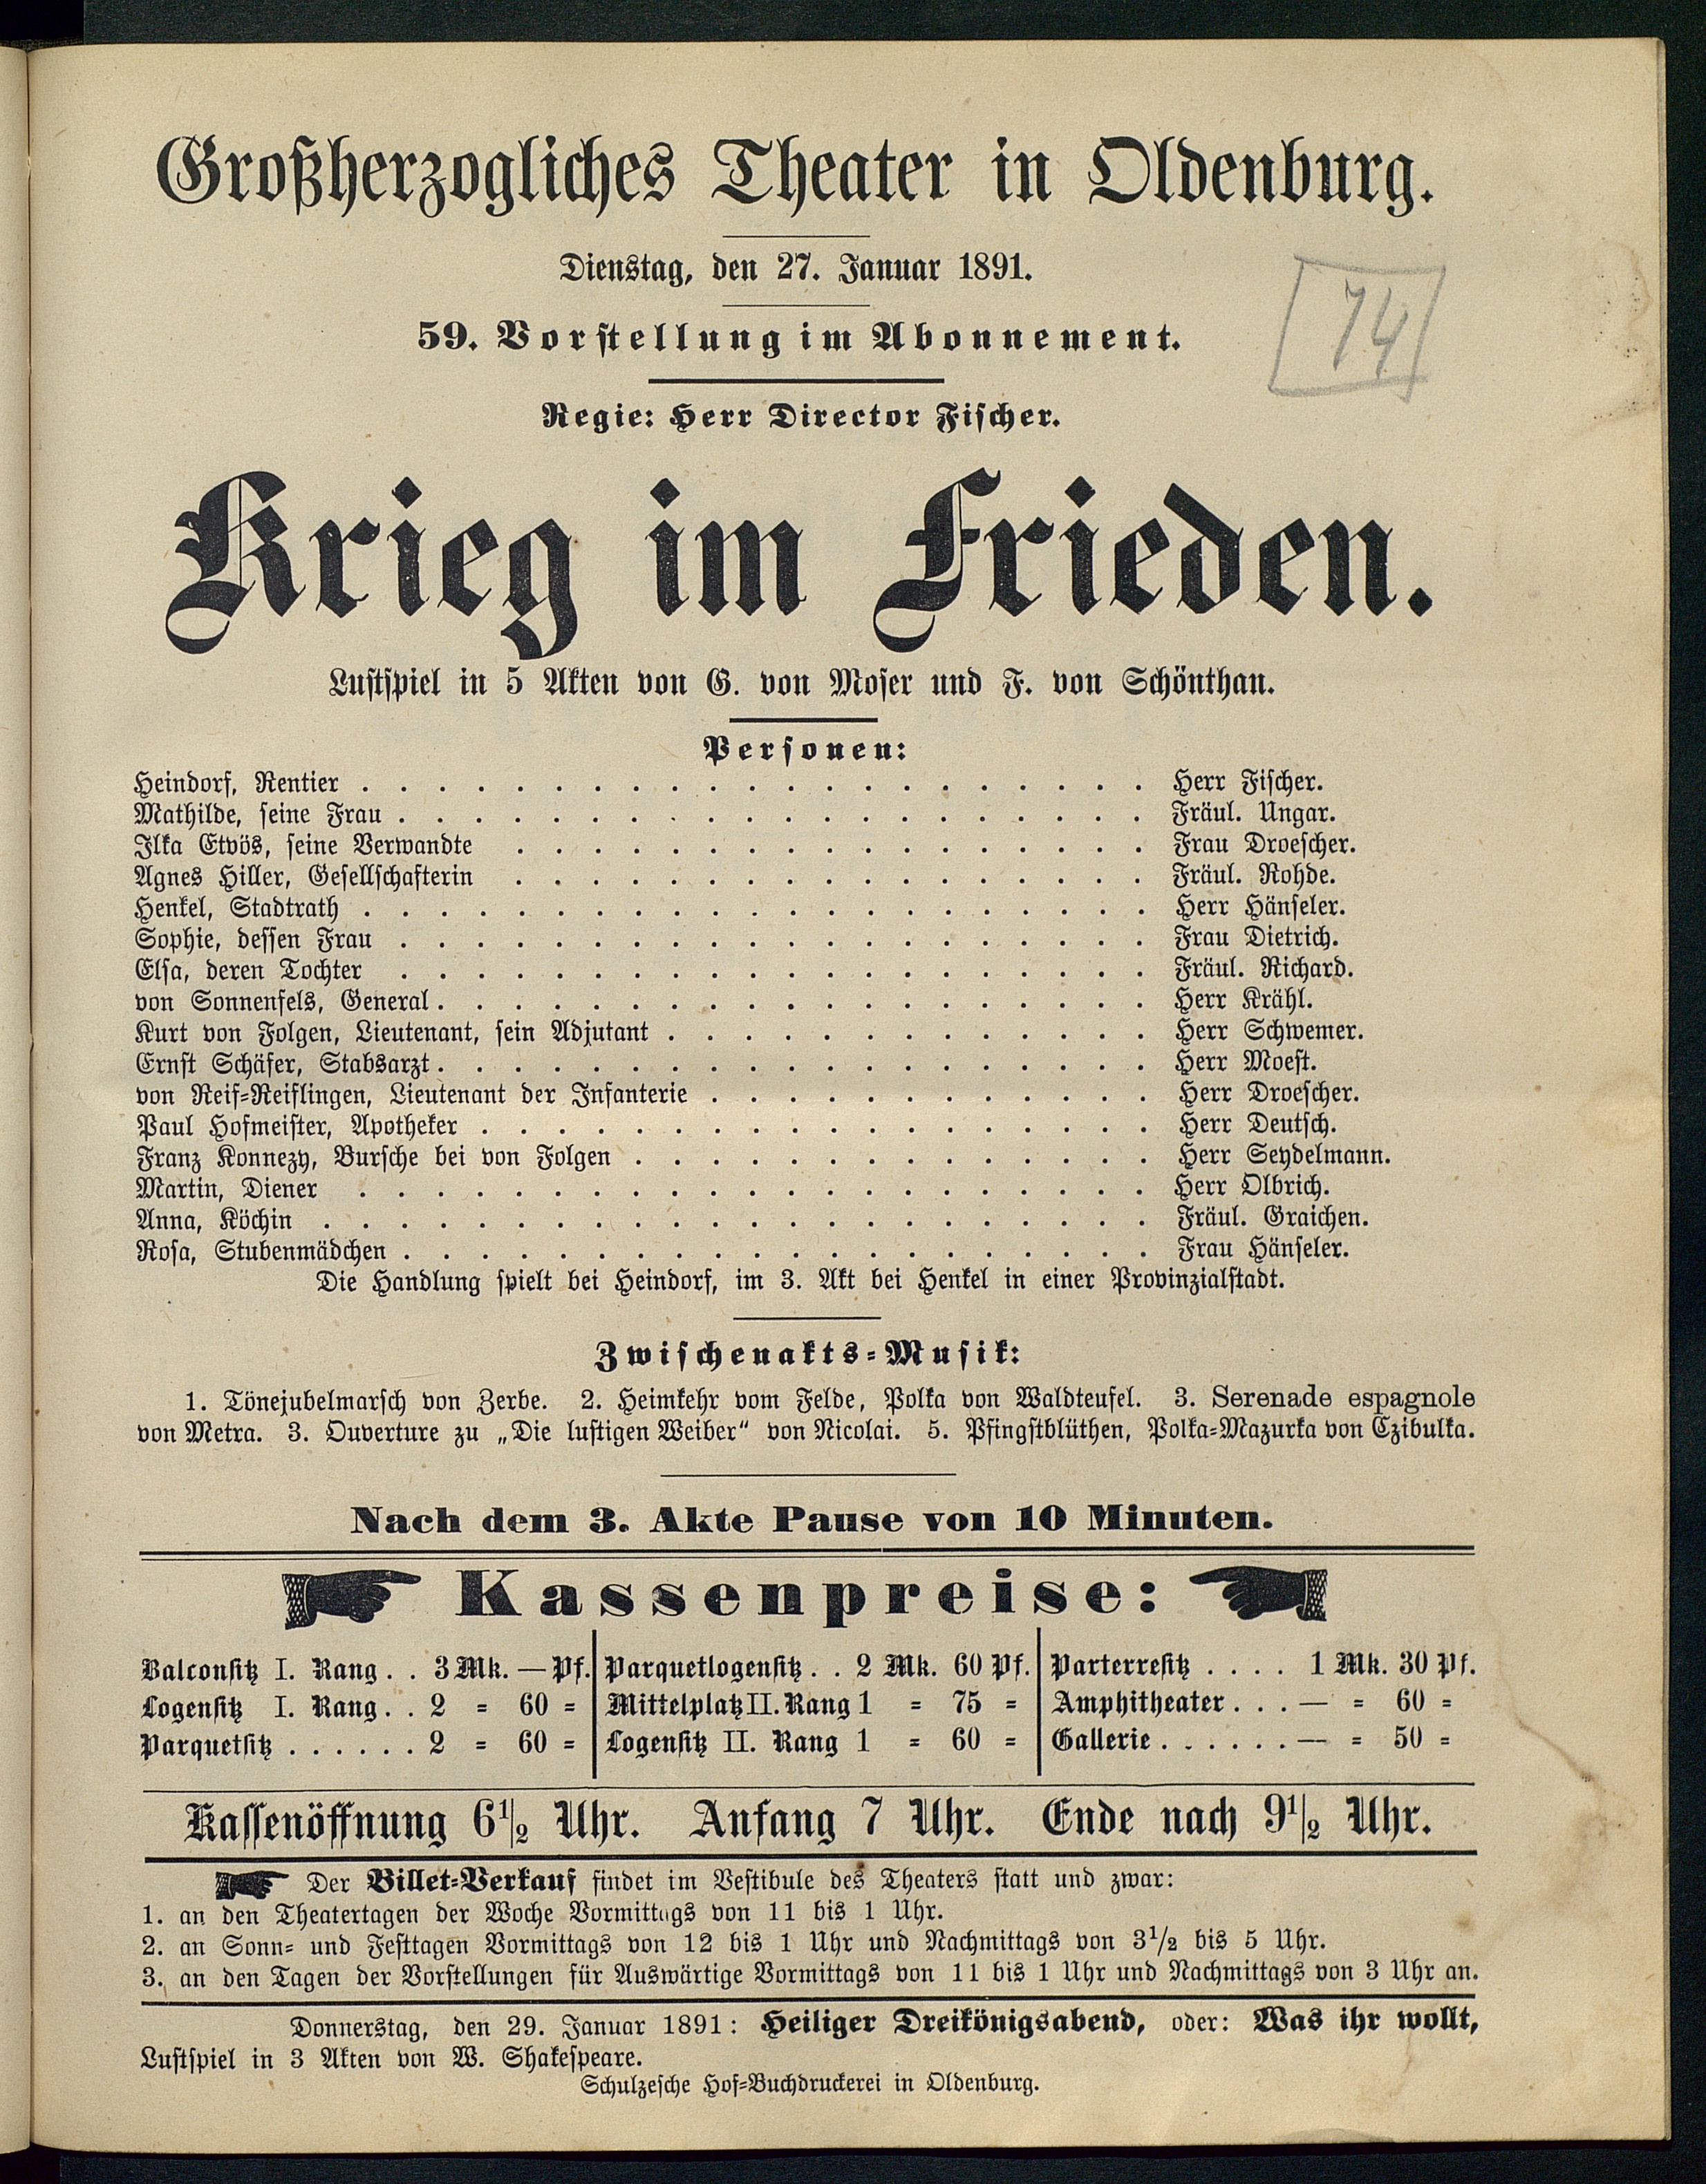 Großherzogliches Theater in Oldenburg.
Dienstag, den 27. Januar 1891.
74
59. Vorstellung im Abonnement.
Regie: Herr Director Fischer.
Krieg im Frieden.
Lustspiel in 5 Akten von G. von Moser und F. von Schönthan.
Personen:
Heindorf, Rentier . . . . . . . . . . . . . . . . . . . . . Herr Fischer.
Mathilde, seine Frau . . . . . . . . . . . . . . . . . . . . Fräul. Ungar.
Ilka Etvös, seine Verwandte . . . . . . . . . . . . . . . . . Frau Droescher.
Agnes Hiller, Gesellschafterin . . . . . . . . . . . . . . . . . Fräul. Rohde.
Henkel, Stadtrath . . . . . . . . . . . . . . . . . . . . . Herr Hänseler.
Sophie, dessen Frau . . . . . . . . . . . . . . . . . . . . Frau Dietrich.
Elsa, deren Tochter . . . . . . . . . . . . . . . . . . . . Fräul. Richard.
von Sonnenfels, General . . . . . . . . . . . . . . . . . . . Herr Krähl.
Kurt von Folgen, Lieutenant, sein Adjutant . . . . . . . . . . . . . Herr Schwemer.
Ernst Schäfer, Stabsarzt . . . . . . . . . . . . . . . . . . . Herr Moest.
von Reif-Reiflingen, Lieutenant der Infanterie . . . . . . . . . . . . Herr Droescher.
Paul Hofmeister, Apotheker . . . . . . . . . . . . . . . . . . Herr Deutsch.
Franz Konnezy, Bursche bei von Folgen . . . . . . . . . . . . . . Herr Seydelmann.
Martin, Diener . . . . . . . . . . . . . . . . . . . . . Herr Olbrich.
Anna, Köchin . . . . . . . . . . . . . . . . . . . . . . Fräul. Graichen.
Rosa, Stubenmädchen . . . . . . . . . . . . . . . . . . . . Frau Hänseler.
Die Handlung spielt bei Heindorf, im 3. Akt bei Henkel in einer Provinzialstadt.
Zwischenakts-Musik:
1. Tönejubelmarsch von Zerbe. 2. Heimkehr vom Felde, Polka von Waldteufel. 3. Serenade espagnole
von Metra. 3. Ouverture zu „Die lustigen Weiber“ von Nicolai. 5. Pfingstblüthen, Polka-Mazurka von Czibulka.
Nach dem 3. Akte Pause von 10 Minuten.
Kassenpreise:
Balconsitz I. Rang . . 3 Mk. — Pf. Parquetlogensitz . . 2 Mk. 60 Pf. Parterresitz . . . . 1 Mk. 30 Pf.
Logensitz I. Rang . . 2 = 60 = Mittelplatz II. Rang 1 = 75 = Amphitheater . . . — = 60 =
Parquetsitz . . . . . . 2 = 60 = Logensitz II. Rang 1 = 60 = Gallerie . . . . . . — = 50 =
Kassenöffnung 6½ Uhr. Anfang 7 Uhr. Ende nach 9½ Uhr.
Der Billet-Verkauf findet im Vestibule des Theaters statt und zwar:
1. an den Theatertagen der Woche Vormittags von 11 bis 1 Uhr.
2. an Sonn- und Festtagen Vormittags von 12 bis 1 Uhr und Nachmittags von 3½ bis 5 Uhr.
3. an den Tagen der Vorstellungen für Auswärtige Vormittags von 11 bis 1 Uhr und Nachmittags von 3 Uhr an.
Donnerstag, den 29. Januar 1891: Heiliger Dreikönigsabend, oder: Was ihr wollt,
Lustspiel in 3 Akten von W. Shakespeare.
Schulzesche Hof-Buchdruckerei in Oldenburg.